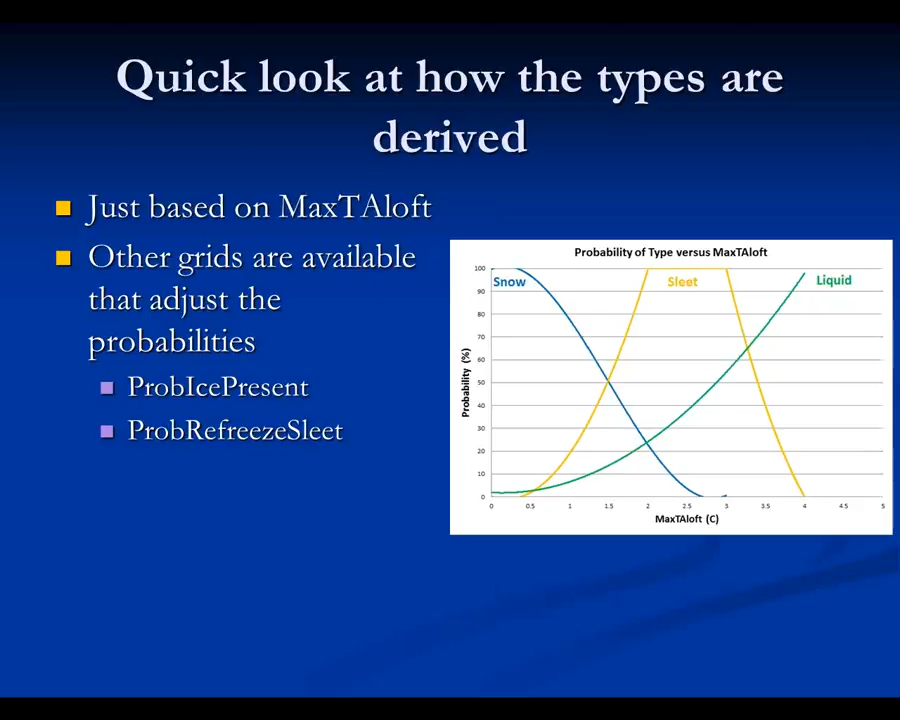 Quick look at how the types are
derived
Just based on MaxTAloft
Other grids are available
that adjust the
probabilities
ProbIcePresent
ProbRefreezeSleet
Probability of Type versus MaxTAloft
Snow
Sleet
Liquid
Probability (%)
100
90
80
70
60
50
40
30
20
10
0
0 0.5 1 1.5 2 2.5 3 3.5 4 4.5 5
MaxTAloft (C)